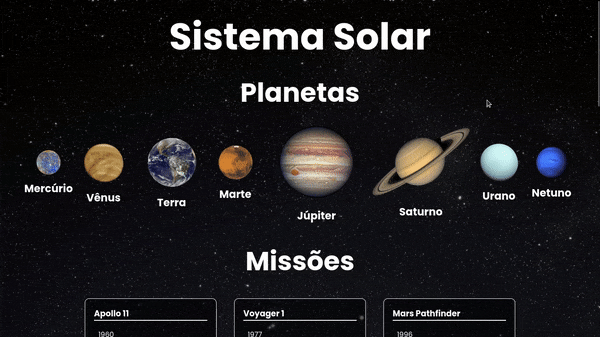 Sistema Solar
Planetas
Mercúrio
Vênus
Terra
Marte
Júpiter
Saturno
Urano
Netuno
Missões
Apollo 11
Voyager 1
Mars Pathfinder
1960
1977
1996